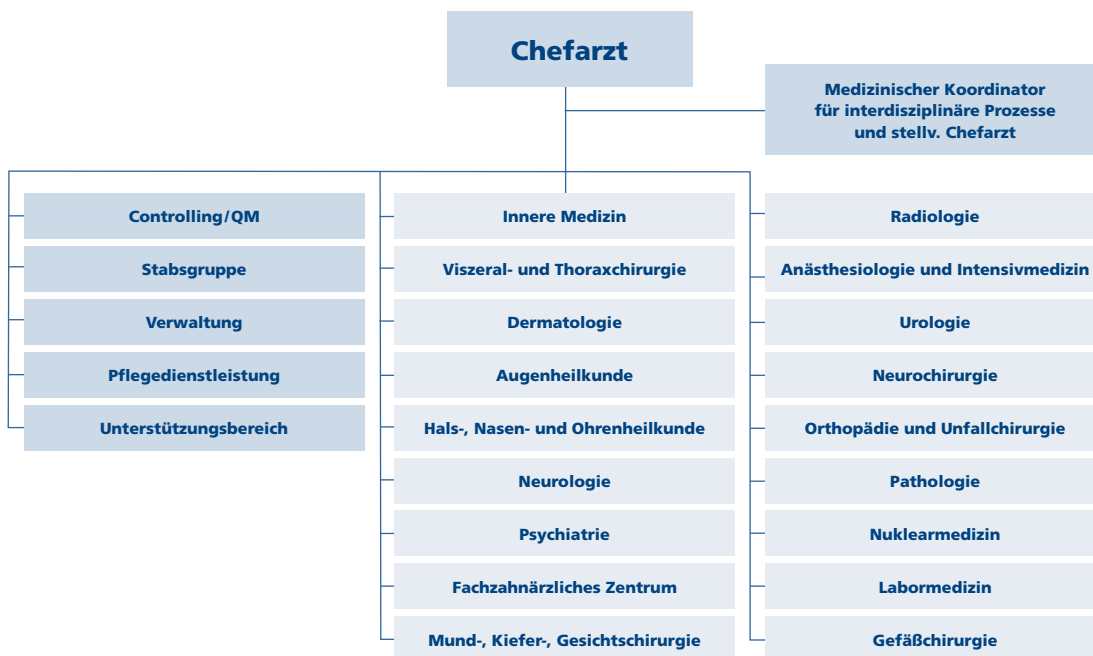 Chefarzt
Medizinischer Koordinator
für interdisziplinäre Prozesse
und stellv. Chefarzt
Controlling/QM
Stabsgruppe
Verwaltung
Pflegedienstleistung
Unterstützungsbereich
Innere Medizin
Viszeral- und Thoraxchirurgie
Dermatologie
Augenheilkunde
Hals-, Nasen- und Ohrenheilkunde
Neurologie
Psychiatrie
Fachzahnärzliches Zentrum
Mund-, Kiefer-, Gesichtschirurgie
Radiologie
Anästhesiologie und Intensivmedizin
Urologie
Neurochirurgie
Orthopädie und Unfallchirurgie
Pathologie
Nuklearmedizin
Labormedizin
Gefäßchirurgie